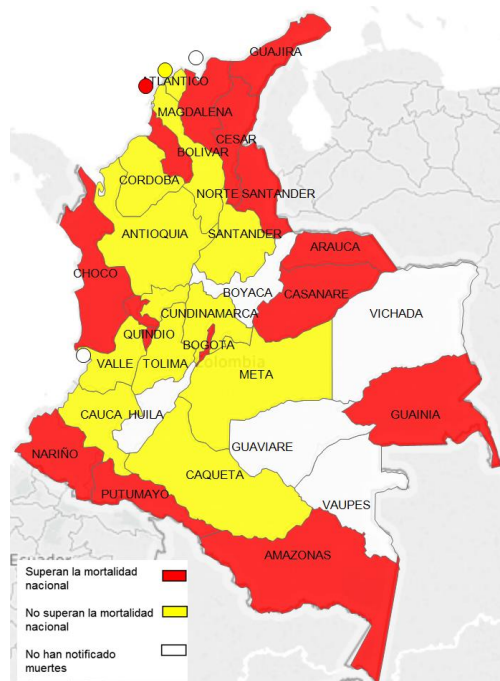 GUAJIRA
ATLANTICO
MAGDALENA
CESAR
BOLIVAR
CORDOBA
NORTE SANTANDER
ANTIOQUIA
SANTANDER
ARAUCA
CHOCO
BOYACA
CASANARE
CUNDINAMARCA
VICHADA
QUINDIO
BOGOTA
VALLE
TOLIMA
Colombia
META
CAUCA
HUILA
GUAINIA
GUAVIARE
NARIÑO
CAQUETA
PUTUMAYO
VAUPES
AMAZONAS
Ecuador
Superan la mortalidad
nacional
No superan la mortalidad
nacional
No han notificado
muertes